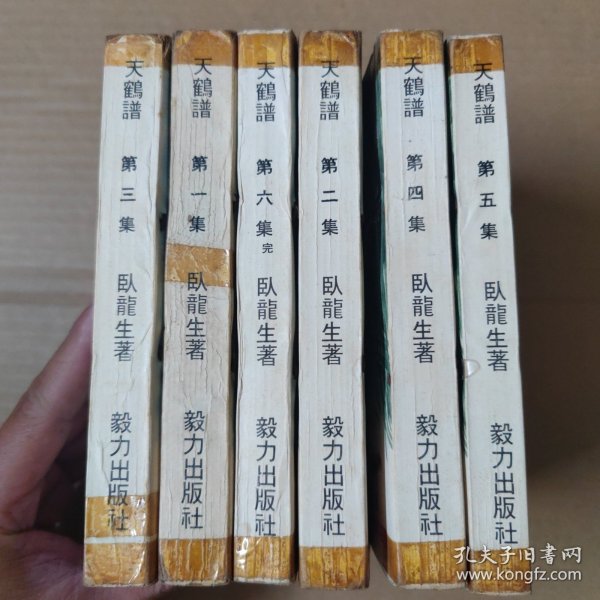 天鶴譜
第三集
臥龍生著
毅力出版社
天鶴譜
第一集
臥龍生著
毅力出版社
天鶴譜
第六集完
臥龍生著
毅力出版社
天鶴譜
第二集
臥龍生著
毅力出版社
天鶴譜
第四集
臥龍生著
毅力出版社
天鶴譜
第五集
臥龍生著
毅力出版社
孔夫子旧書网
www.kongfz.com